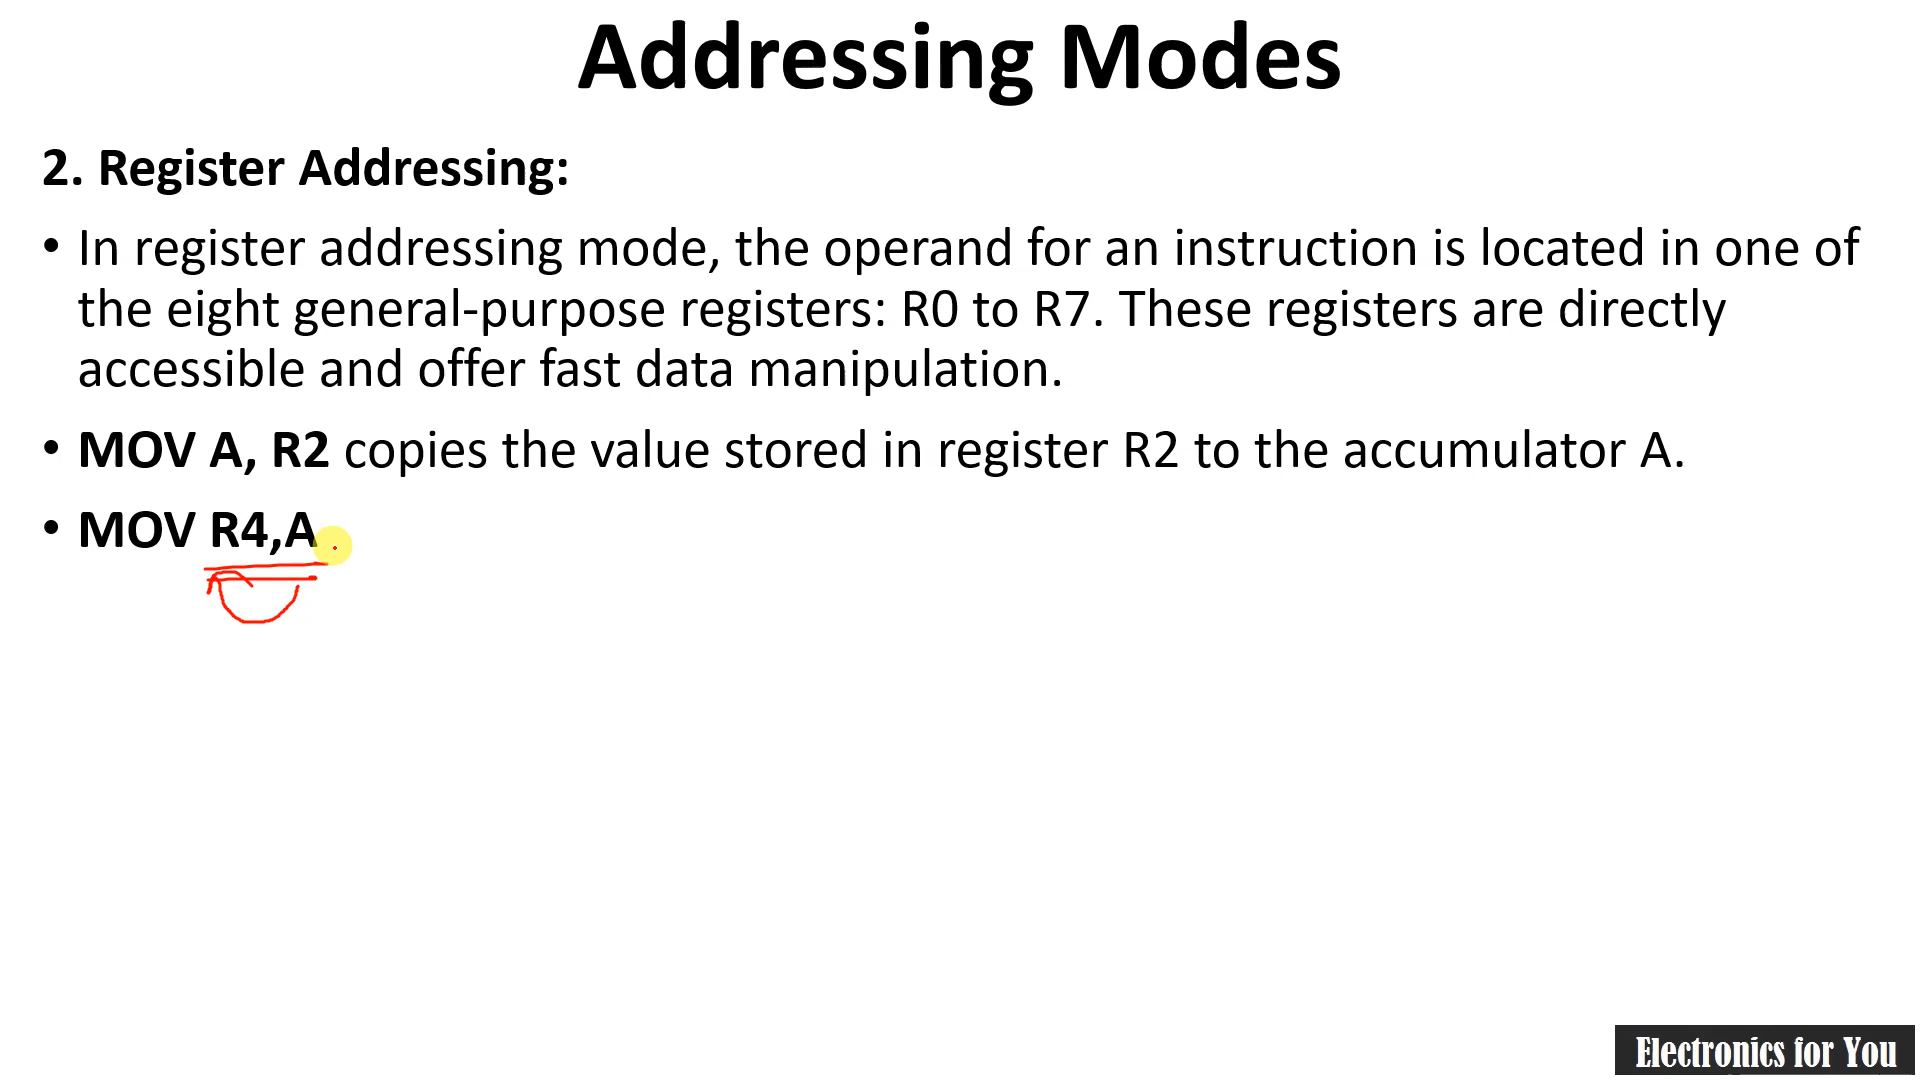 Addressing Modes
2. Register Addressing:
• In register addressing mode, the operand for an instruction is located in one of
the eight general-purpose registers: R0 to R7. These registers are directly
accessible and offer fast data manipulation.
• MOV A, R2 copies the value stored in register R2 to the accumulator A.
• MOV R4,A
Electronics for You